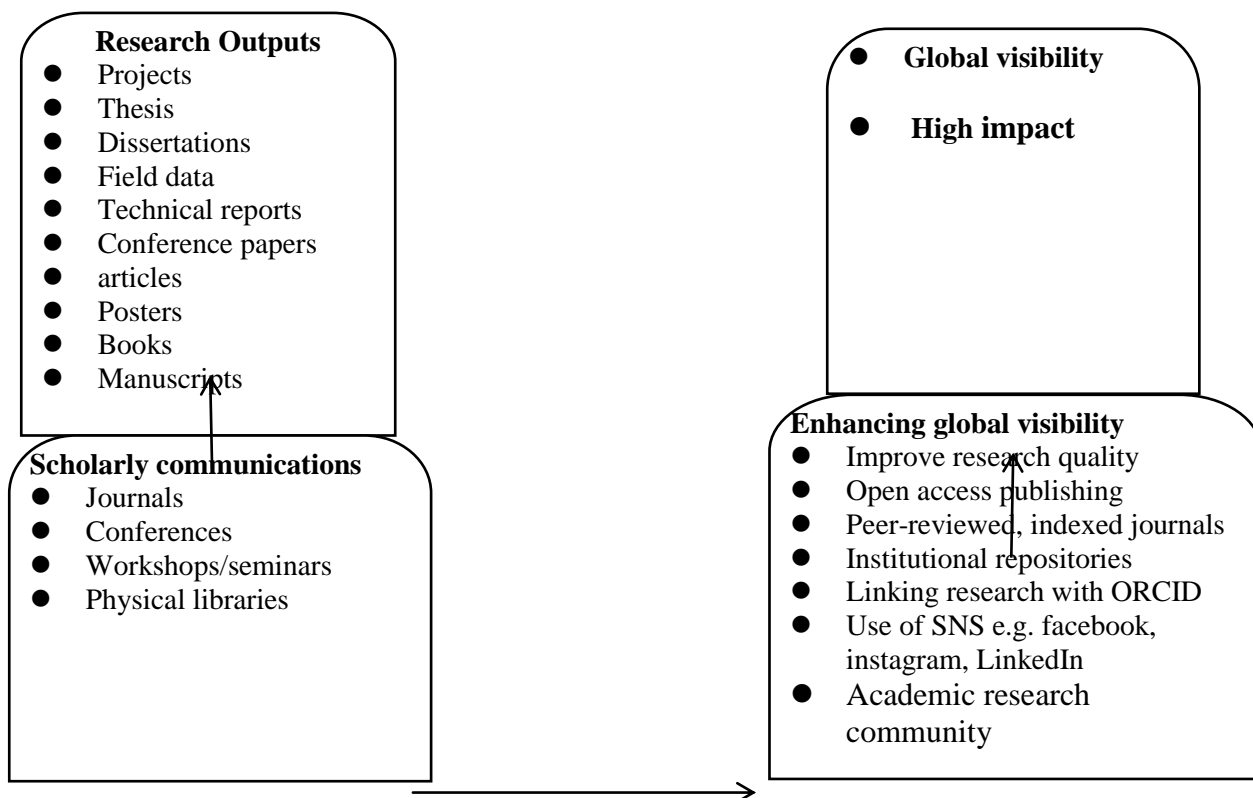 Research Outputs
● Projects
● Thesis
● Dissertations
● Field data
● Technical reports
● Conference papers
● articles
● Posters
● Books
● Manuscripts
Scholarly communications
● Journals
● Conferences
● Workshops/seminars
● Physical libraries
● Global visibility
● High impact
Enhancing global visibility
● Improve research quality
● Open access publishing
● Peer-reviewed, indexed journals
● Institutional repositories
● Linking research with ORCID
● Use of SNS e.g. facebook,
instagram, LinkedIn
● Academic research
community